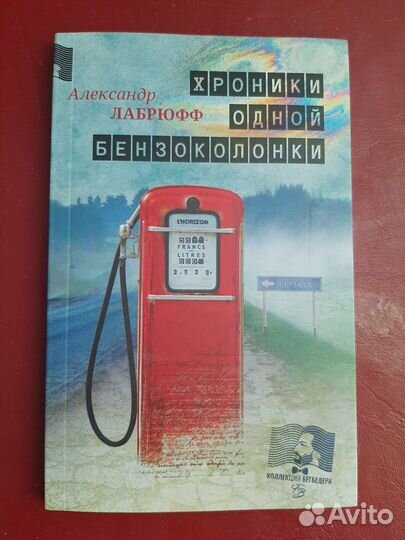 Александр
ЛАБРЮФФ
ХРОНИКИ
ОДНОЙ
БЕНЗОКОЛОНКИ
L'HORIZON
FRANCS
LITRES
КОЛЛЕКЦИЯ БЕГБЕДЕРА
Avito